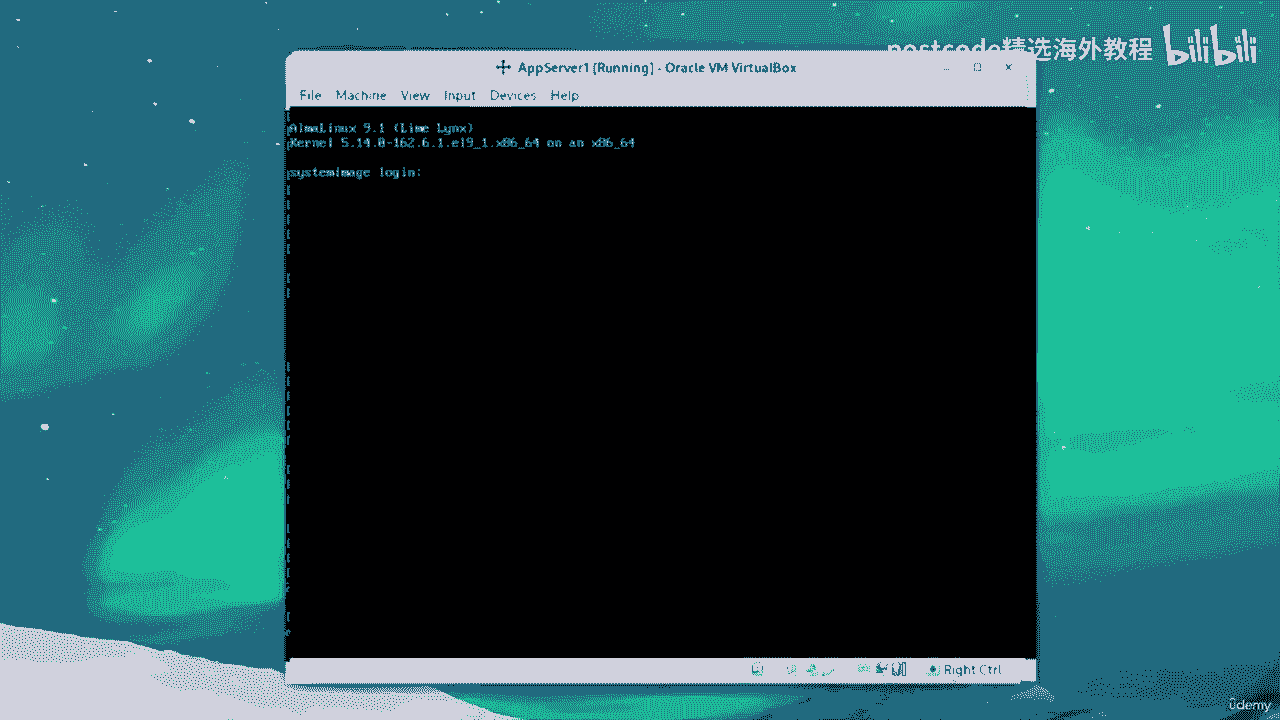 postcode精选海外教程 bilibili
AppServer1 [Running] - Oracle VM VirtualBox
File Machine View Input Devices Help
AlmaLinux 9.1 (Lime Lynx)
Kernel 5.14.0-162.6.1.el9_1.x86_64 on an x86_64
systemimage login:
Right Ctrl
Udemy